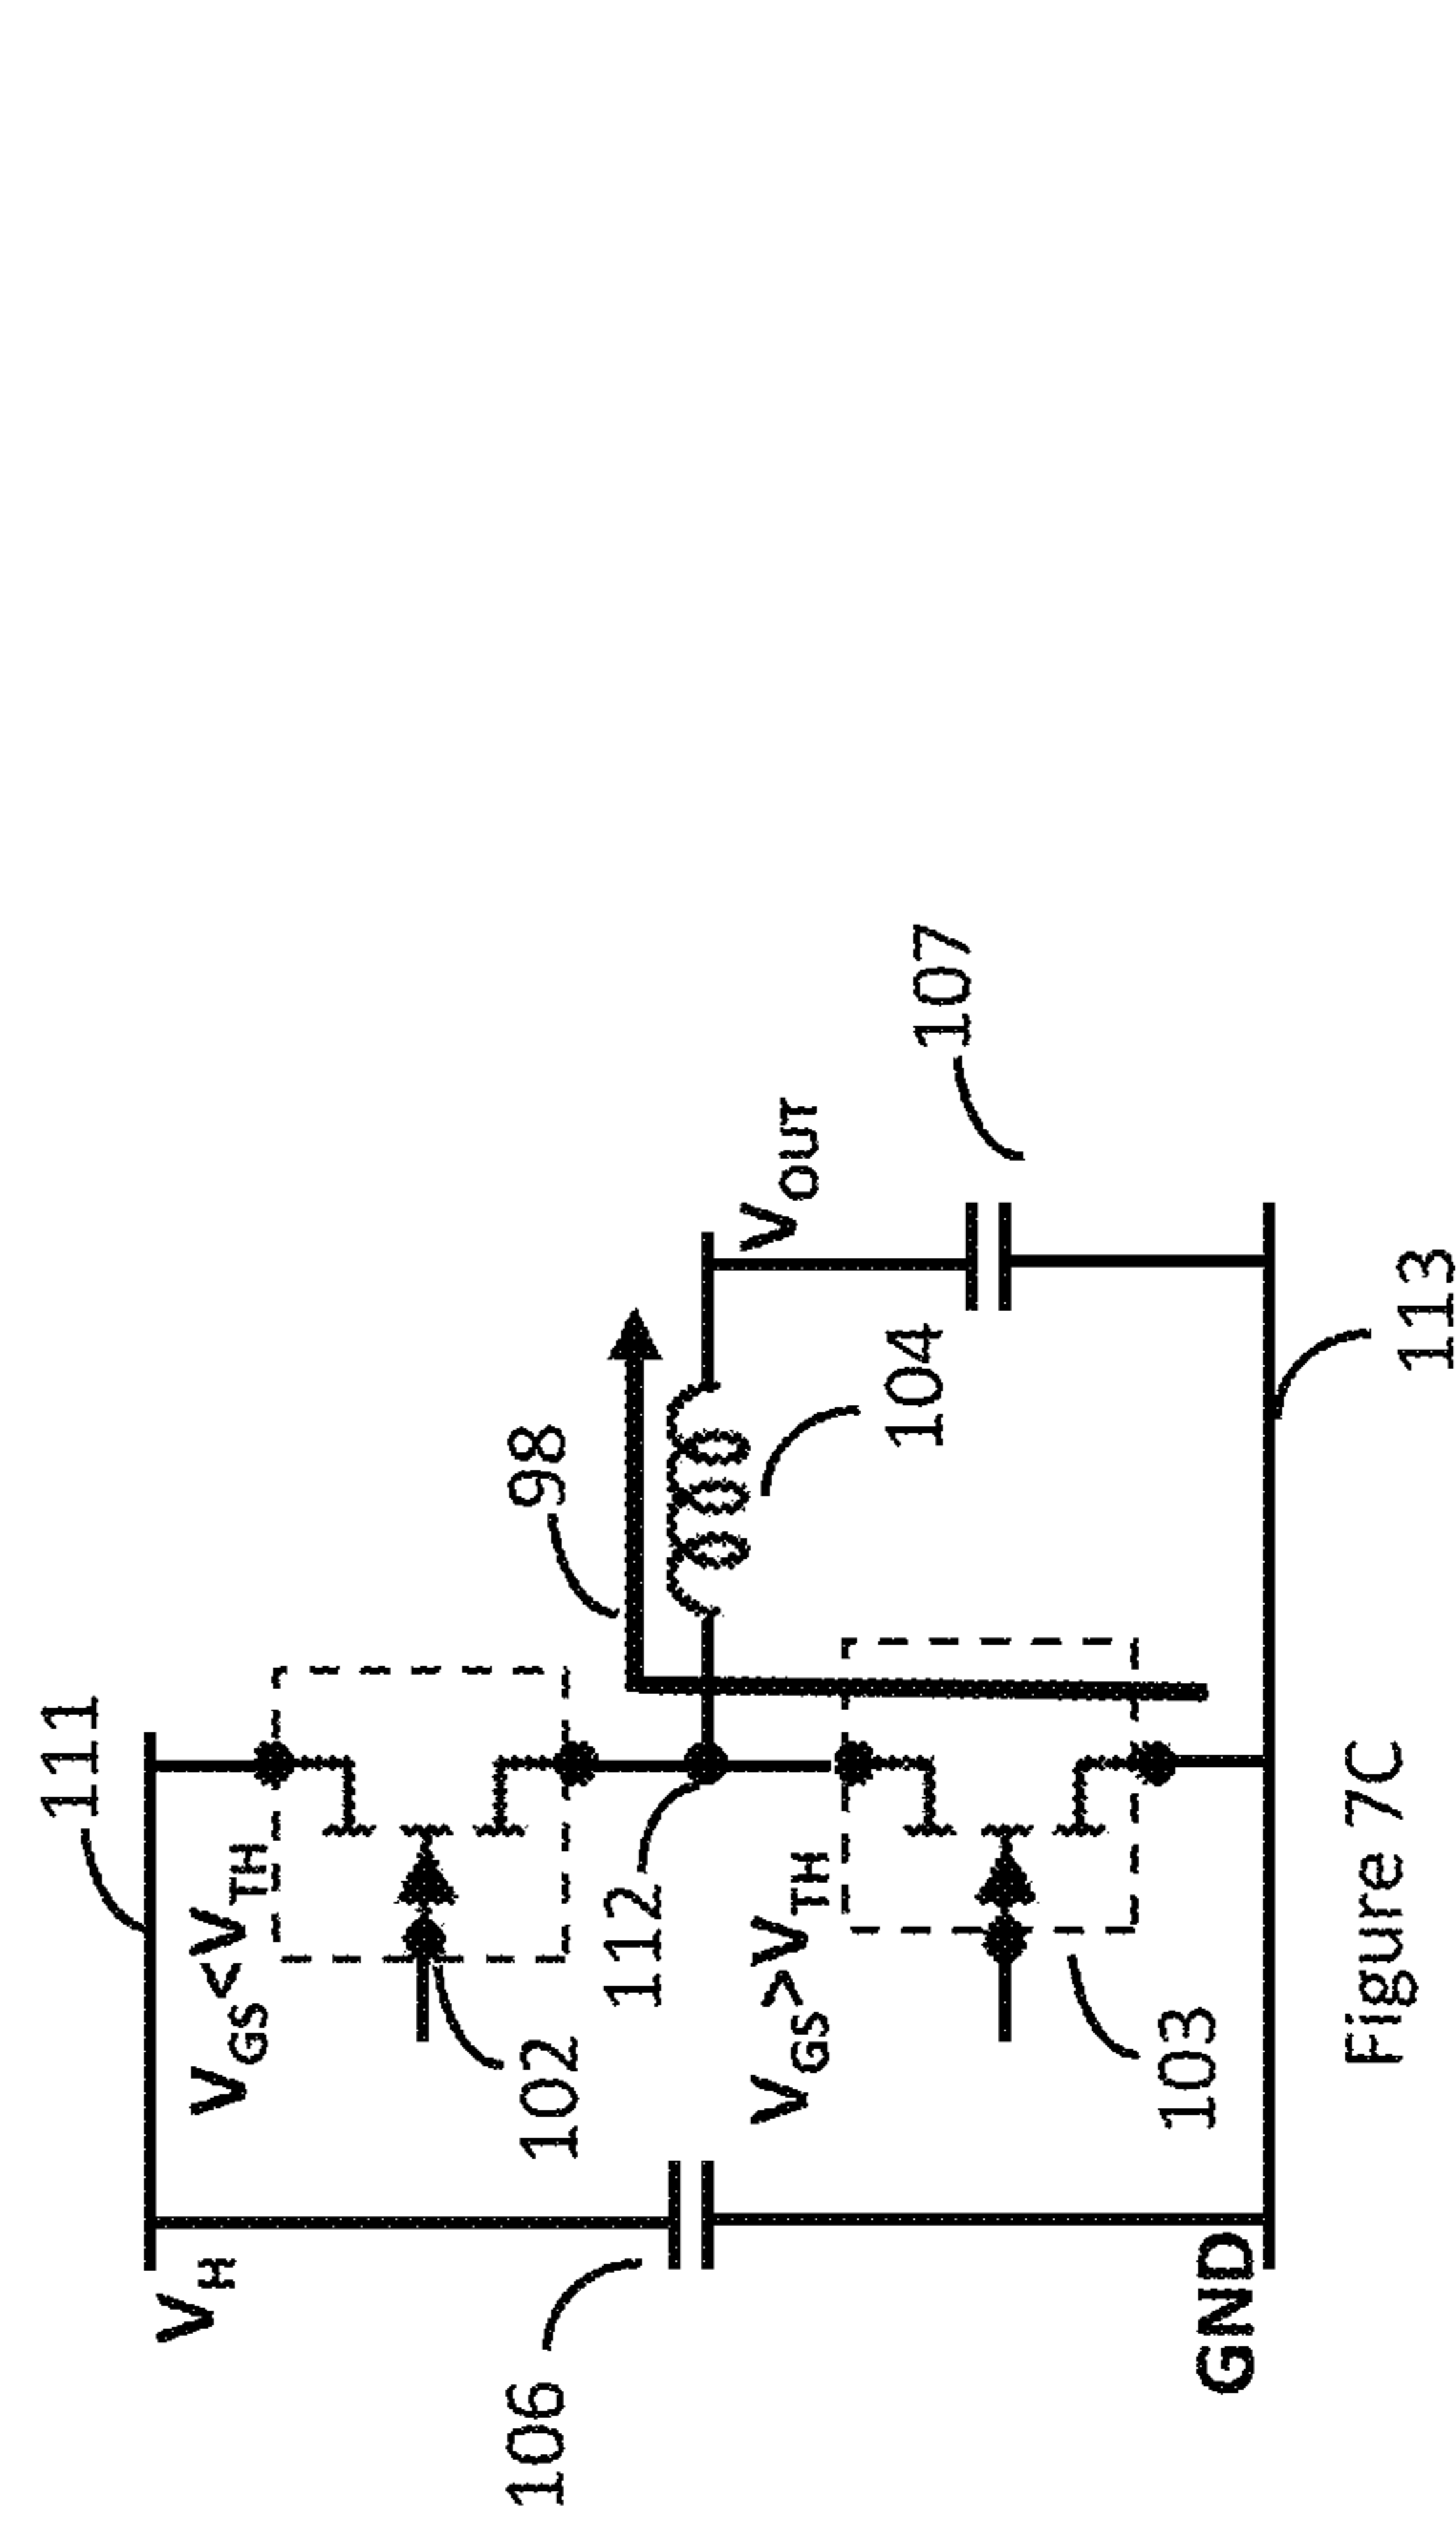 111
V_H
V_GS<V_TH
102
98
106
112
V_OUT
V_GS>V_TH
104
107
103
GND
113
Figure 7C